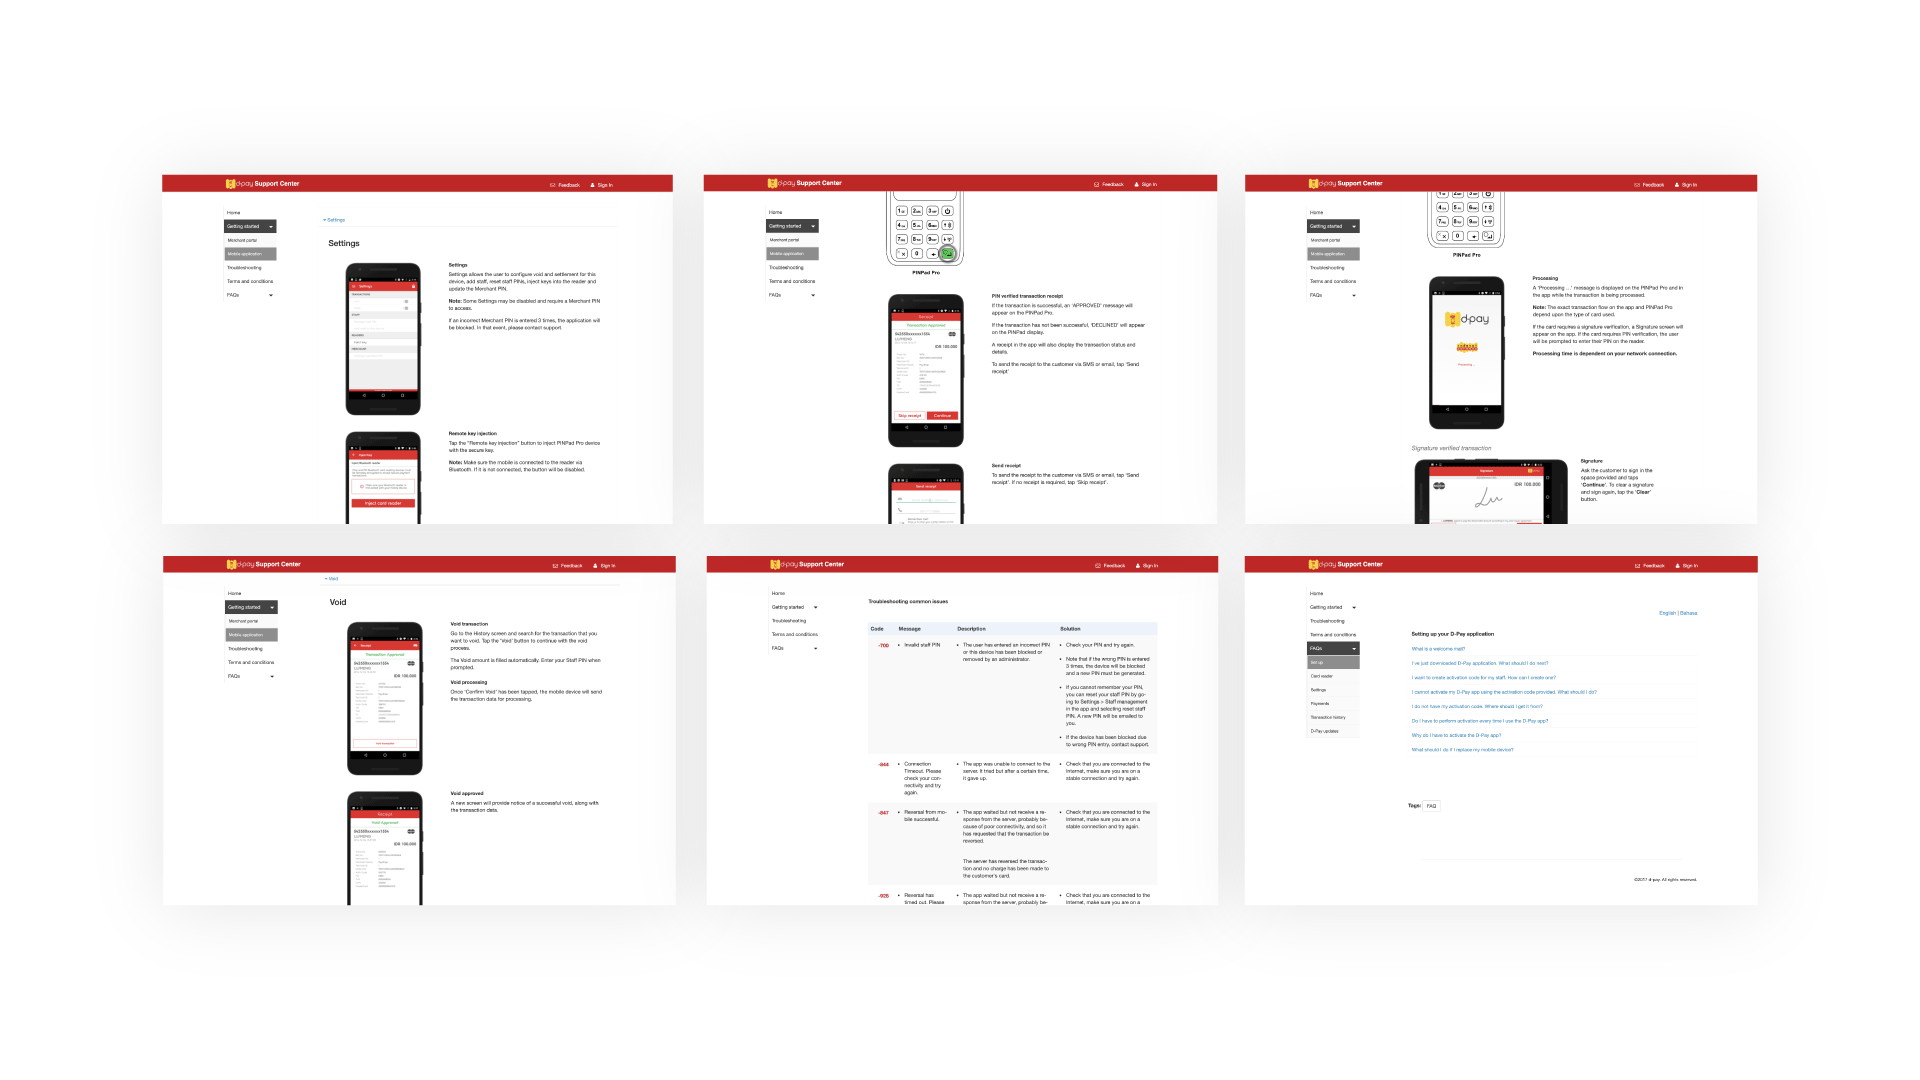 d-pay Support Center
Feedback
Sign In
Home
Getting started
Merchant portal
Mobile application
Troubleshooting
Terms and conditions
FAQs
Settings
Settings
Settings
Settings
Settings allows the user to configure void and settlement for this
device, add staff, reset staff PINs, inject keys into the reader and
update the Merchant PIN.
Note: Some Settings may be disabled and require a Merchant PIN
to access.
If an incorrect Merchant PIN is entered 3 times, the application will
be blocked. In that event, please contact support.
Inject card reader
Remote key injection
Tap the "Remote key injection" button to inject PINPad Pro device
with the secure key.
Note: Make sure the mobile is connected to the reader via
Bluetooth. If it is not connected, the button will be disabled.
d-pay Support Center
Feedback
Sign In
Home
Getting started
Merchant portal
Mobile application
Troubleshooting
Terms and conditions
FAQs
PINPad Pro
Receipt
Transaction Approved
IDR 100.000
Skip receipt
Continue
PIN verified transaction receipt
If the transaction is successful, an 'APPROVED' message will
appear on the PINPad Pro.
If the transaction has not been successful, 'DECLINED' will appear
on the PINPad display.
A receipt in the app will also display the transaction status and
details.
To send the receipt to the customer via SMS or email, tap 'Send
receipt'
Send receipt
Send receipt
To send the receipt to the customer via SMS or email, tap 'Send
receipt'. If no receipt is required, tap 'Skip receipt'.
d-pay Support Center
Feedback
Sign In
Home
Getting started
Merchant portal
Mobile application
Troubleshooting
Terms and conditions
FAQs
PINPad Pro
d-pay
Processing
A 'Processing ...' message is displayed on the PINPad Pro and in
the app while the transaction is being processed.
Note: The exact transaction flow on the app and PINPad Pro
depend upon the type of card used.
If the card requires a signature verification, a Signature screen will
appear on the app. If the card requires PIN verification, the user
will be prompted to enter their PIN on the reader.
Processing time is dependent on your network connection.
Signature verified transaction
Signature
IDR 100.000
Signature
Ask the customer to sign in the
space provided and taps
'Continue'. To clear a signature
and sign again, tap the 'Clear'
button.
d-pay Support Center
Feedback
Sign In
Home
Getting started
Merchant portal
Mobile application
Troubleshooting
Terms and conditions
FAQs
Void
Void
Receipt
Transaction Approved
IDR 100.000
Void transaction
Go to the History screen and search for the transaction that you
want to void. Tap the 'Void' button to continue with the void
process.
The Void amount is filled automatically. Enter your Staff PIN when
prompted.
Void processing
Once 'Confirm Void' has been tapped, the mobile device will send
the transaction data for processing.
Receipt
Void Approved
IDR 100.000
Void approved
A new screen will provide notice of a successful void, along with
the transaction data.
d-pay Support Center
Feedback
Sign In
Home
Getting started
Troubleshooting
Terms and conditions
FAQs
Troubleshooting common issues
Code Message Description Solution
-700
Invalid staff PIN
The user has entered an incorrect PIN
or this device has been blocked or
removed by an administrator.
Check your PIN and try again.
Note that if the wrong PIN is entered
3 times, the device will be blocked
and a new PIN must be generated.
If you cannot remember your PIN,
you can reset your staff PIN by go-
ing to Settings > Staff management
in the app and selecting reset staff
PIN. A new PIN will be emailed to
you.
If the device has been blocked due
to wrong PIN entry, contact support.
-844
Connection
Timeout. Please
check your con-
nectivity and try
again.
The app was unable to connect to the
server. It tried but after a certain time,
it gave up.
Check that you are connected to the
Internet, make sure you are on a
stable connection and try again.
-847
Reversal from mo-
bile successful.
The app waited but not receive a re-
sponse from the server, probably be-
cause of poor connectivity, and so it
has requested that the transaction be
reversed.
The server has reversed the transac-
tion and no charge has been made to
the customer's card.
Check that you are connected to the
Internet, make sure you are on a
stable connection and try again.
Reversal has
timed out. Please
The app waited but not receive a re-
sponse from the server, probably be-
Check that you are connected to the
Internet, make sure you are on a
d-pay Support Center
Feedback
Sign In
Home
Getting started
Troubleshooting
Terms and conditions
FAQs
Set up
Card reader
Settings
Payments
Transaction history
D-Pay updates
English | Bahasa
Setting up your D-Pay application
What is a welcome mail?
I've just downloaded D-Pay application. What should I do next?
I want to create activation code for my staff. How can I create one?
I cannot activate my D-Pay app using the activation code provided. What should I do?
I do not have my activation code. Where should I get it from?
Do I have to perform activation every time I use the D-Pay app?
Why do I have to activate the D-Pay app?
What should I do if I replace my mobile device?
Tags: FAQ
©2017 d-pay. All rights reserved.